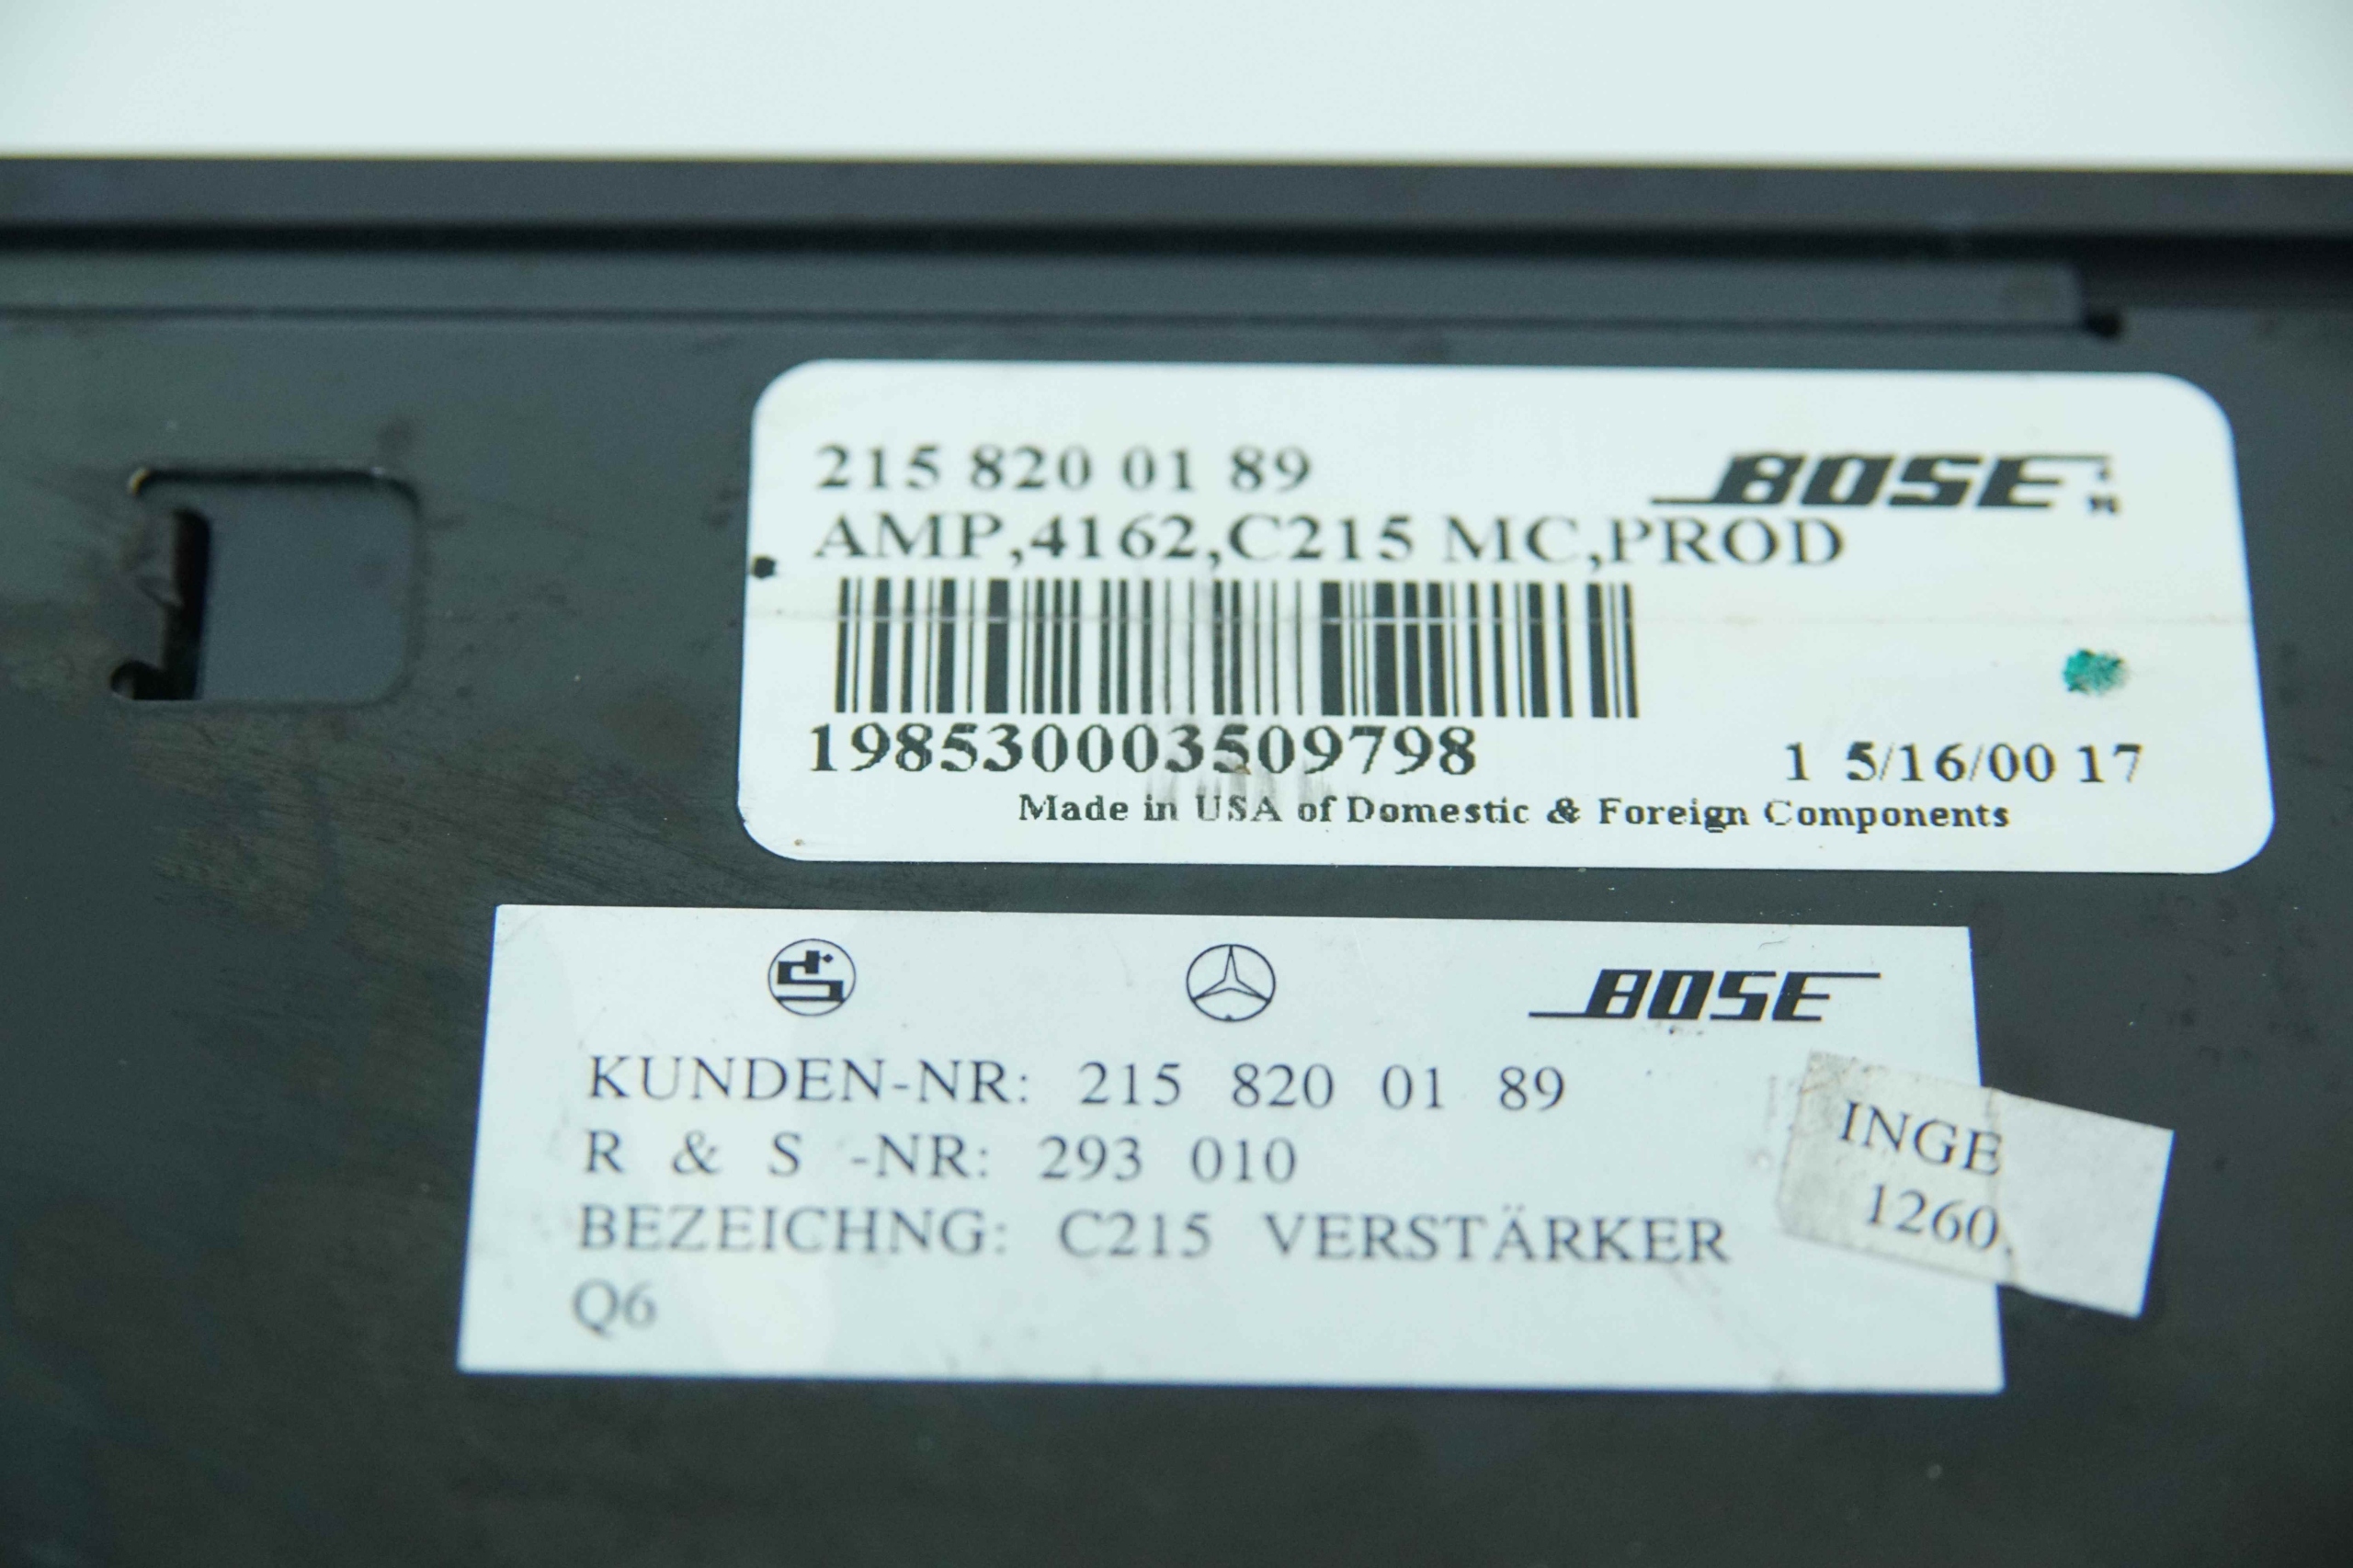 215 820 01 89
BOSE
AMP,4162,C215 MC,PROD
198530003509798
1 5/16/00 17
Made in USA of Domestic & Foreign Components
BOSE
KUNDEN-NR: 215 820 01 89
R & S -NR: 293 010
BEZEICHNG: C215 VERSTÄRKER
Q6
INGE
1260